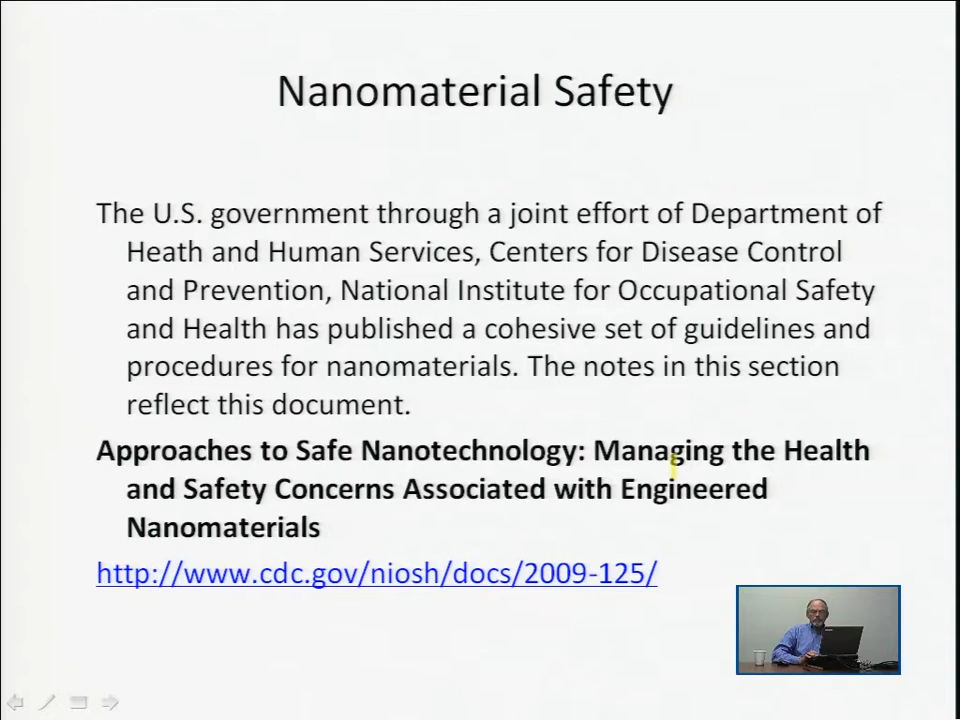 Nanomaterial Safety
The U.S. government through a joint effort of Department of
Heath and Human Services, Centers for Disease Control
and Prevention, National Institute for Occupational Safety
and Health has published a cohesive set of guidelines and
procedures for nanomaterials. The notes in this section
reflect this document.
Approaches to Safe Nanotechnology: Managing the Health
and Safety Concerns Associated with Engineered
Nanomaterials
http://www.cdc.gov/niosh/docs/2009-125/